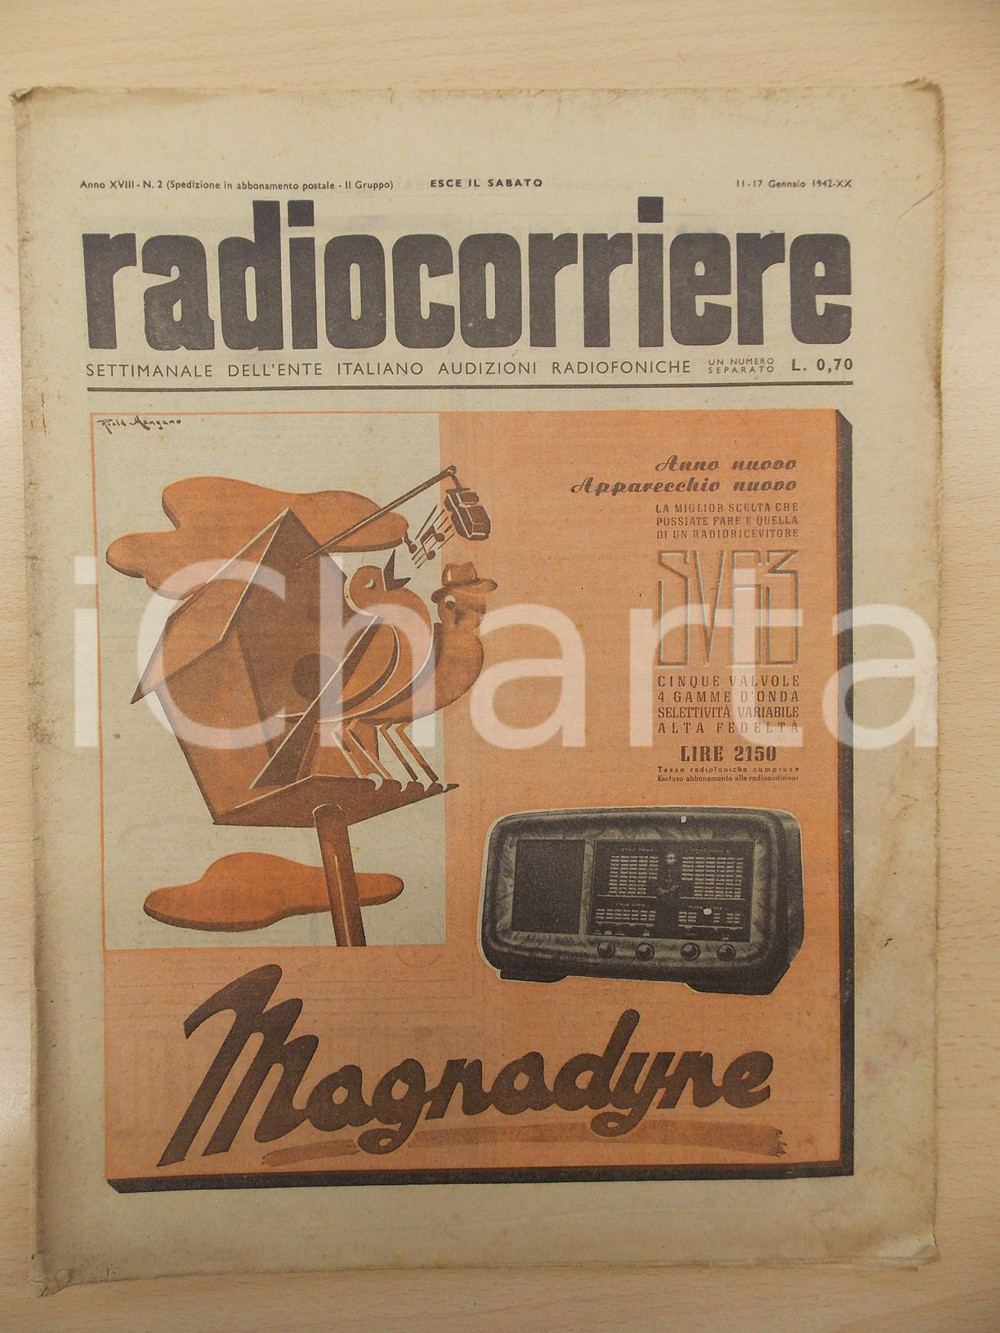 Anno XVIII - N. 2 (Spedizione in abbonamento postale - II Gruppo) ESCE IL SABATO 11-17 Gennaio 1942-XX
radiocorriere
SETTIMANALE DELL'ENTE ITALIANO AUDIZIONI RADIOFONICHE UN NUMERO SEPARATO L. 0,70
Anno nuovo
Apparecchio nuovo
LA MIGLIOR SCELTA CHE
POSSIATE FARE E QUELLA
DI UN RADIORICEVITORE
SV63
CINQUE VALVOLE
4 GAMME D'ONDA
SELETTIVITÀ VARIABILE
ALTA FEDELTÀ
LIRE 2150
Tasse radiofoniche comprese
Escluso abbonamento alle radioaudizioni
Magnadyne
iCharta